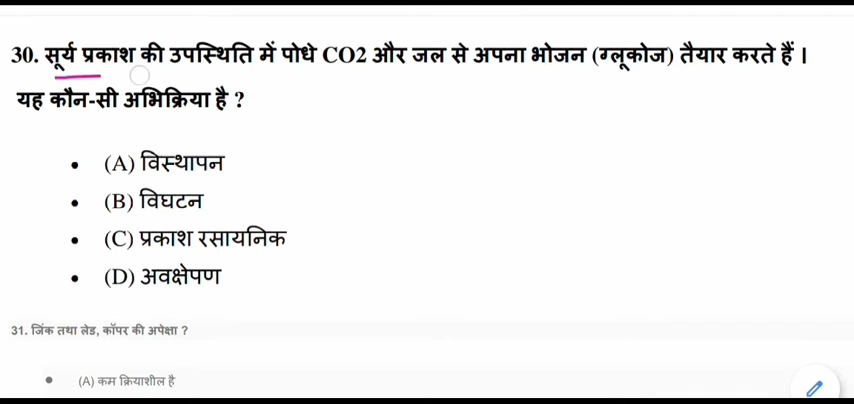 30. सूर्य प्रकाश की उपस्थिति में पोधे CO2 और जल से अपना भोजन (ग्लूकोज) तैयार करते हैं ।
यह कौन-सी अभिक्रिया है ?
• (A) विस्थापन
• (B) विघटन
• (C) प्रकाश रसायनिक
• (D) अवक्षेपण
31. जिंक तथा लेड, कॉपर की अपेक्षा ?
• (A) कम क्रियाशील है